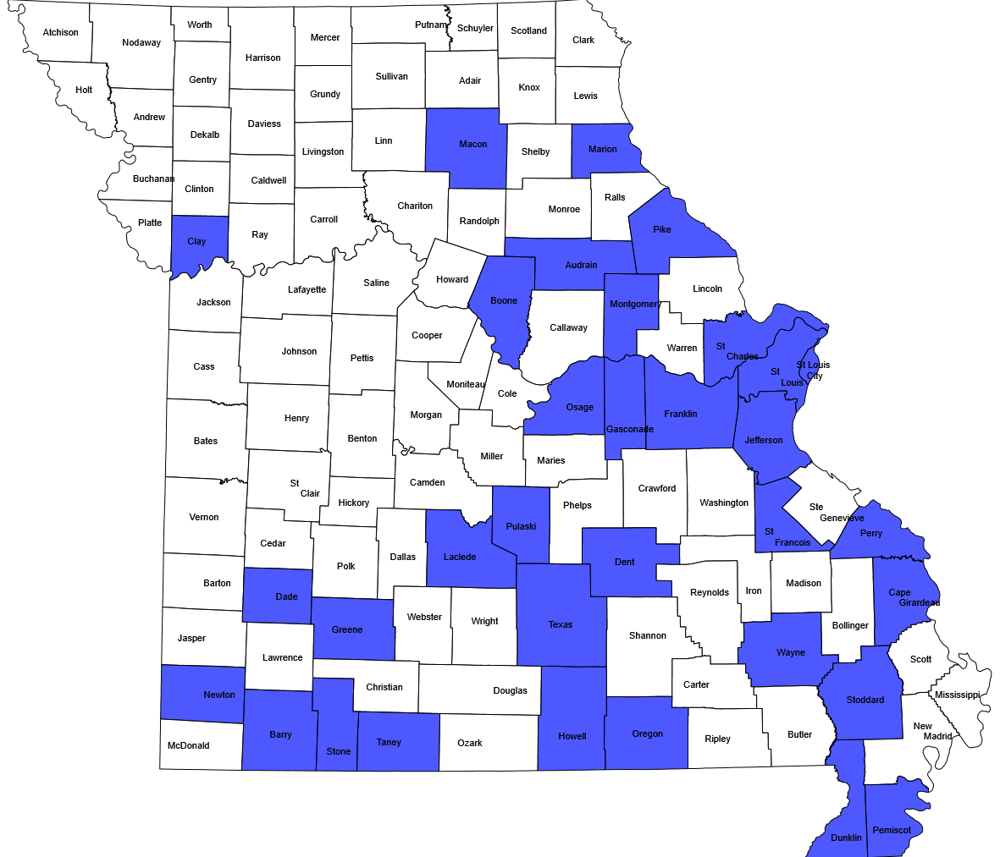 Atchison
Nodaway
Worth
Harrison
Mercer
Putnam
Schuyler
Scotland
Clark
Holt
Gentry
Grundy
Sullivan
Adair
Knox
Lewis
Andrew
Dekalb
Daviess
Livingston
Linn
Macon
Shelby
Marion
Buchanan
Clinton
Caldwell
Chariton
Ralls
Platte
Clay
Ray
Carroll
Randolph
Monroe
Pike
Audrain
Jackson
Lafayette
Saline
Howard
Boone
Callaway
Montgomery
Lincoln
Cass
Johnson
Pettis
Cooper
Moniteau
Cole
Warren
St
Charles
St
Louis
St Louis
City
Bates
Henry
Benton
Morgan
Miller
Osage
Gasconade
Franklin
Jefferson
Maries
Vernon
St
Clair
Hickory
Camden
Pulaski
Phelps
Crawford
Washington
Ste
Genevieve
St
Francois
Perry
Cedar
Polk
Dallas
Laclede
Dent
Barton
Dade
Greene
Webster
Wright
Texas
Reynolds
Iron
Madison
Bollinger
Cape
Girardeau
Jasper
Lawrence
Shannon
Wayne
Scott
Newton
Christian
Douglas
Carter
Stoddard
Mississippi
McDonald
Barry
Stone
Taney
Ozark
Howell
Oregon
Ripley
Butler
New
Madrid
Dunklin
Pemiscot